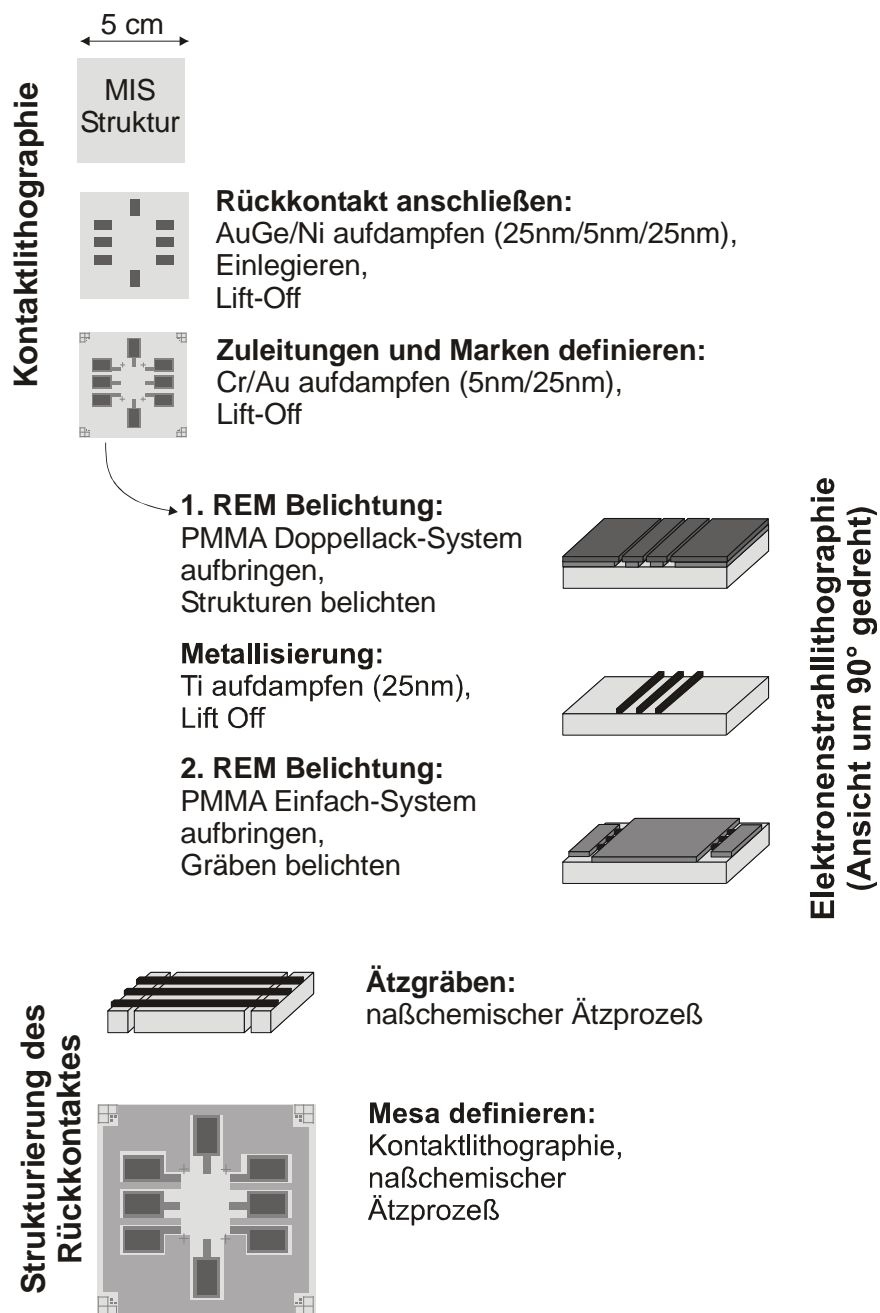 5 cm
MIS
Struktur
Kontaktlithographie
Rückkontakt anschließen:
AuGe/Ni aufdampfen (25nm/5nm/25nm),
Einlegieren,
Lift-Off
Zuleitungen und Marken definieren:
Cr/Au aufdampfen (5nm/25nm),
Lift-Off
1. REM Belichtung:
PMMA Doppellack-System
aufbringen,
Strukturen belichten
Metallisierung:
Ti aufdampfen (25nm),
Lift Off
2. REM Belichtung:
PMMA Einfach-System
aufbringen,
Gräben belichten
Elektronenstrahllithographie
(Ansicht um 90° gedreht)
Strukturierung des
Rückkontaktes
Ätzgräben:
naßchemischer Ätzprozeß
Mesa definieren:
Kontaktlithographie,
naßchemischer
Ätzprozeß